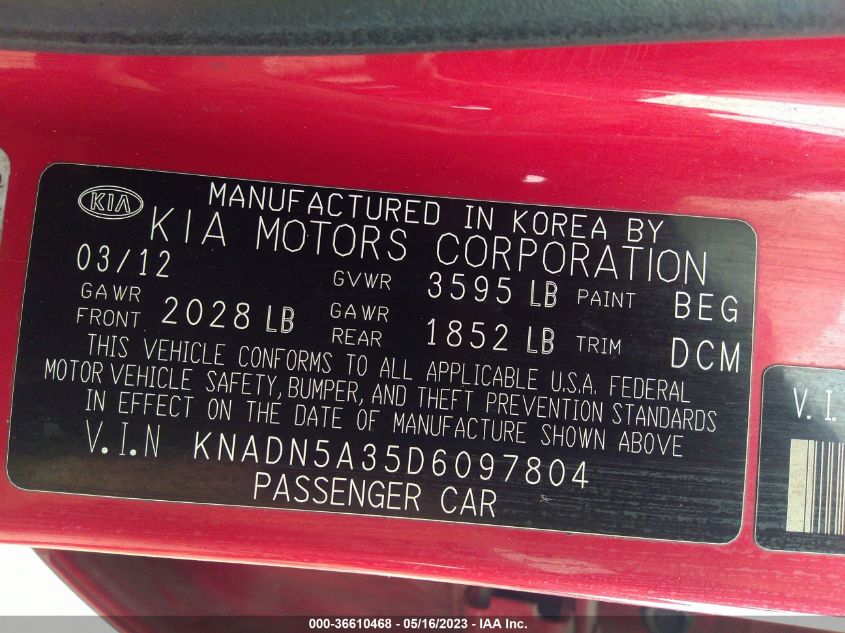 KIA
MANUFACTURED IN KOREA BY
KIA MOTORS CORPORATION
03/12 GVWR 3595 LB PAINT BEG
GAWR FRONT 2028 LB GAWR REAR 1852 LB TRIM DCM
THIS VEHICLE CONFORMS TO ALL APPLICABLE U.S.A. FEDERAL
MOTOR VEHICLE SAFETY, BUMPER, AND THEFT PREVENTION STANDARDS
IN EFFECT ON THE DATE OF MANUFACTURE SHOWN ABOVE
V.I.N KNADN5A35D6097804
PASSENGER CAR
V.I
000-36610468 - 05/16/2023 - IAA Inc.